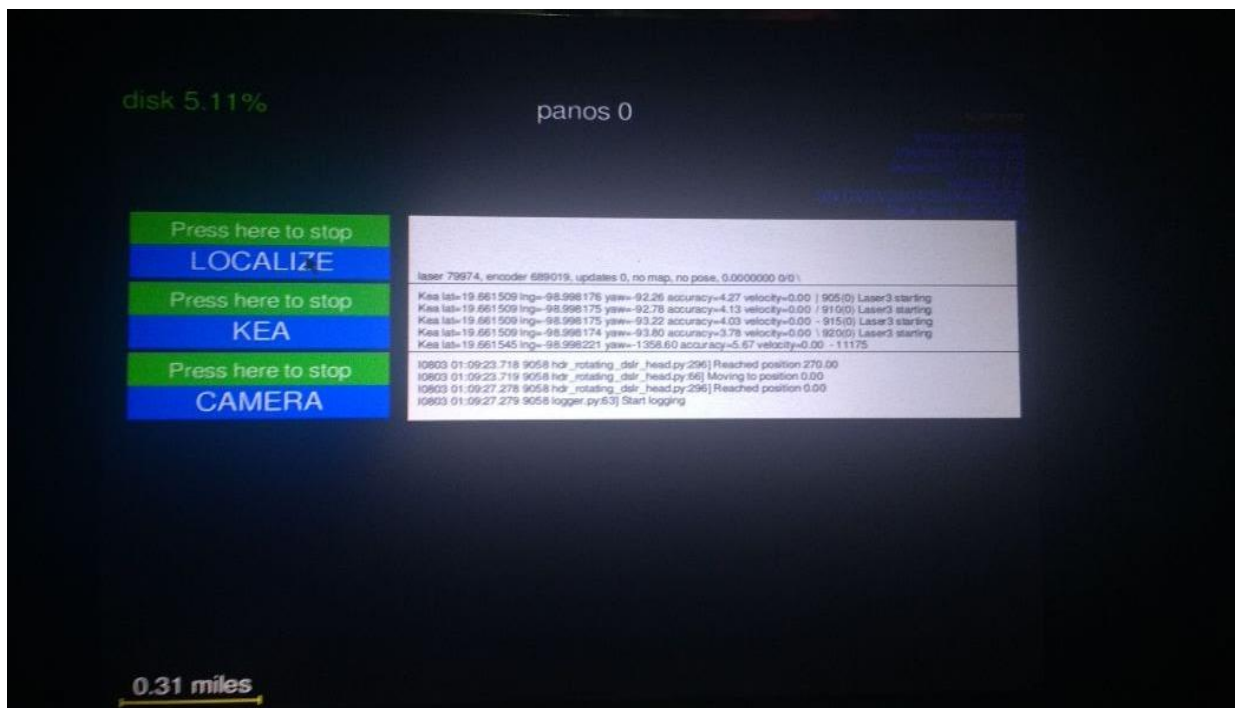 disk 5.11%
panos 0
Press here to stop
LOCALIZE
laser 79974, encoder 689019, updates 0, no map, no pose, 0.0000000 0/0 \
Press here to stop
KEA
Kea lat=19.661509 lng=-98.998176 yaw=-92.26 accuracy=4.27 velocity=0.00 | 905(0) Laser3 starting
Kea lat=19.661509 lng=-98.998175 yaw=-92.78 accuracy=4.13 velocity=0.00 / 910(0) Laser3 starting
Kea lat=19.661509 lng=-98.998175 yaw=-93.22 accuracy=4.03 velocity=0.00 - 915(0) Laser3 starting
Kea lat=19.661509 lng=-98.998174 yaw=-93.80 accuracy=3.78 velocity=0.00 \ 920(0) Laser3 starting
Kea lat=19.661545 lng=-98.998221 yaw=-1358.60 accuracy=5.67 velocity=0.00 - 11175
Press here to stop
CAMERA
I0803 01:09:23.718 9058 hdr_rotating_dslr_head.py:296] Reached position 270.00
I0803 01:09:23.719 9058 hdr_rotating_dslr_head.py:66] Moving to position 0.00
I0803 01:09:27.278 9058 hdr_rotating_dslr_head.py:296] Reached position 0.00
I0803 01:09:27.279 9058 logger.py:63] Start logging
0.31 miles